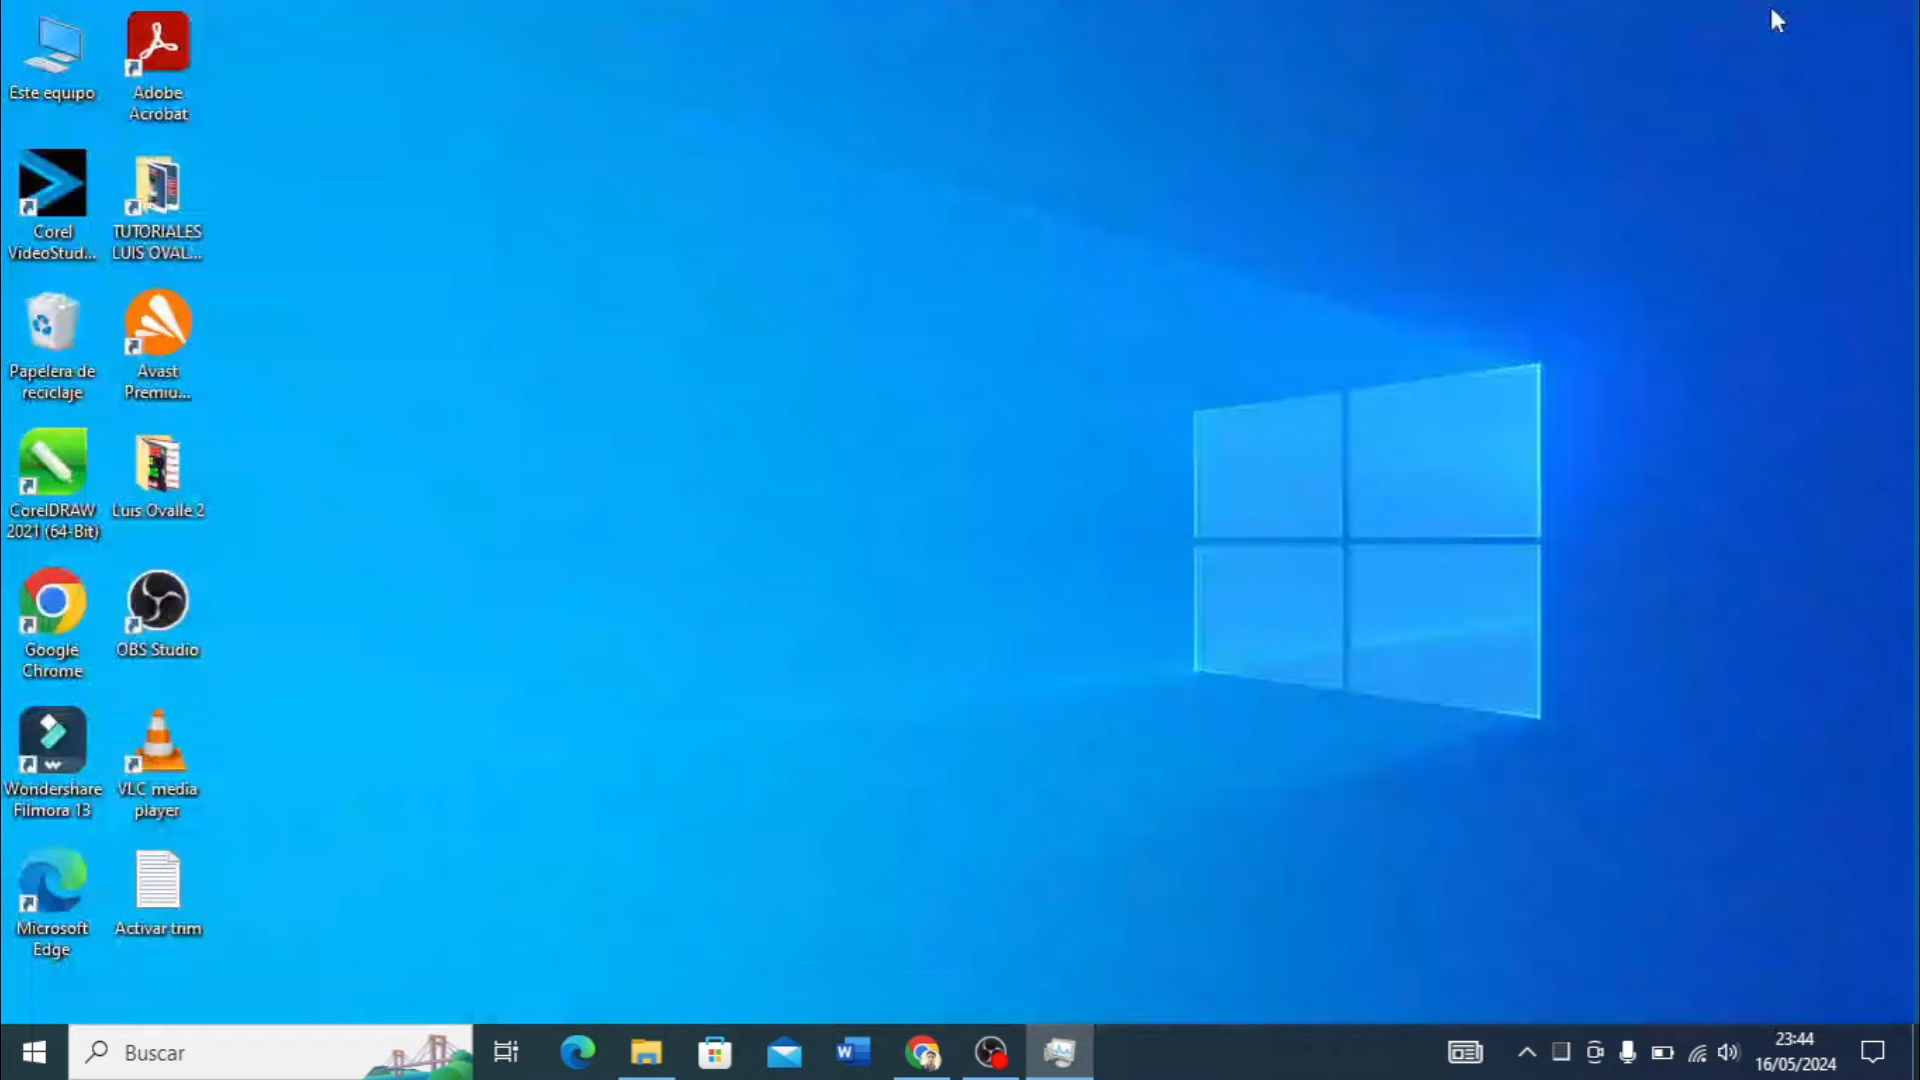 Este equipo
Adobe
Acrobat
Corel
VideoStud...
TUTORIALES
LUIS OVAL...
Papelera de
reciclaje
Avast
Premiu...
CorelDRAW
2021 (64-Bit)
Luis Ovalle 2
Google
Chrome
OBS Studio
Wondershare
Filmora 13
VLC media
player
Microsoft
Edge
Activar trim
Buscar
23:44
16/05/2024